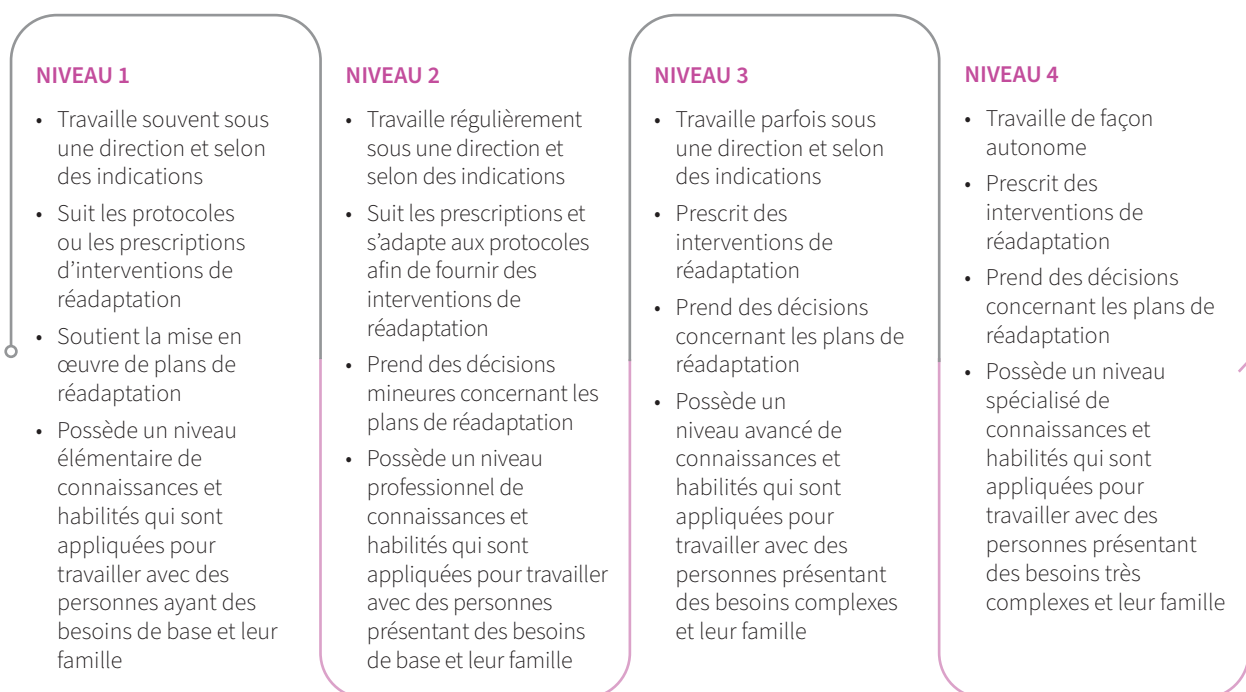 NIVEAU 1
• Travaille souvent sous
une direction et selon
des indications
• Suit les protocoles
ou les prescriptions
d’interventions de
réadaptation
• Soutient la mise en
œuvre de plans de
réadaptation
• Possède un niveau
élémentaire de
connaissances et
habilités qui sont
appliquées pour
travailler avec des
personnes ayant des
besoins de base et leur
famille
NIVEAU 2
• Travaille régulièrement
sous une direction et
selon des indications
• Suit les prescriptions et
s’adapte aux protocoles
afin de fournir des
interventions de
réadaptation
• Prend des décisions
mineures concernant les
plans de réadaptation
• Possède un niveau
professionnel de
connaissances et
habilités qui sont
appliquées pour travailler
avec des personnes
présentant des besoins
de base et leur famille
NIVEAU 3
• Travaille parfois sous
une direction et selon
des indications
• Prescrit des
interventions de
réadaptation
• Prend des décisions
concernant les plans de
réadaptation
• Possède un
niveau avancé de
connaissances et
habilités qui sont
appliquées pour
travailler avec des
personnes présentant
des besoins complexes
et leur famille
NIVEAU 4
• Travaille de façon
autonome
• Prescrit des
interventions de
réadaptation
• Prend des décisions
concernant les plans de
réadaptation
• Possède un niveau
spécialisé de
connaissances et
habilités qui sont
appliquées pour
travailler avec des
personnes présentant
des besoins très
complexes et leur famille